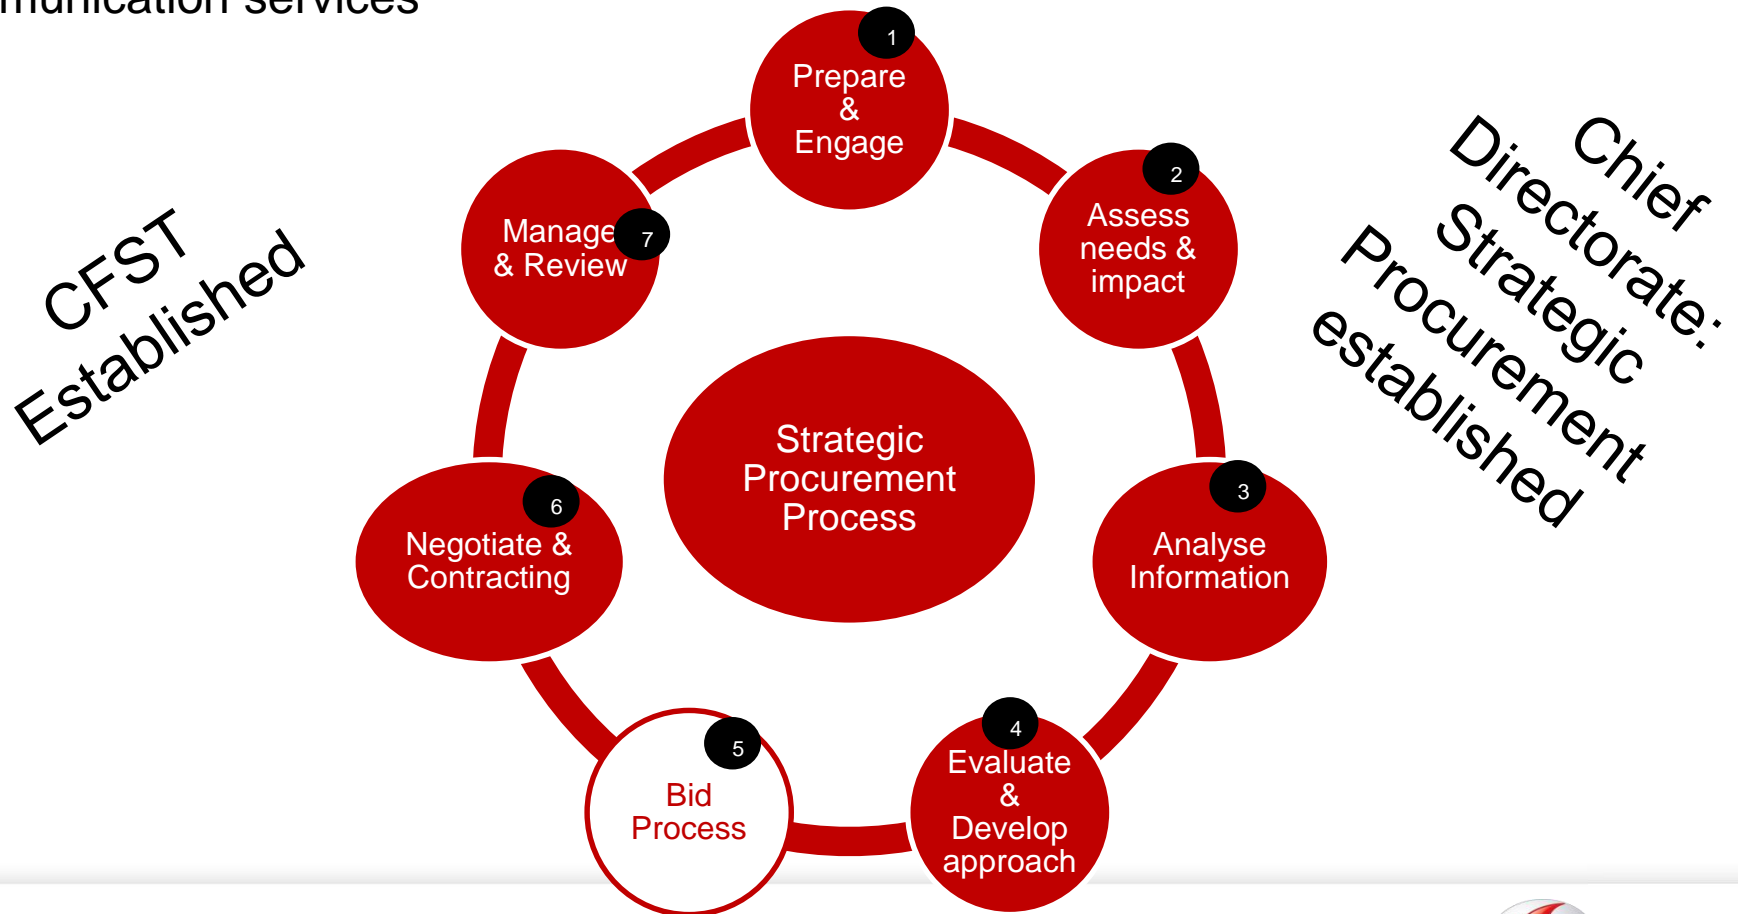 services
1
Prepare
&
Engage
2
Assess
needs &
impact
3
Analyse
Information
4
Evaluate
&
Develop
approach
5
Bid
Process
6
Negotiate &
Contracting
7
Manage
& Review
Strategic
Procurement
Process
CFST
Established
Chief
Directorate:
Strategic
Procurement
established